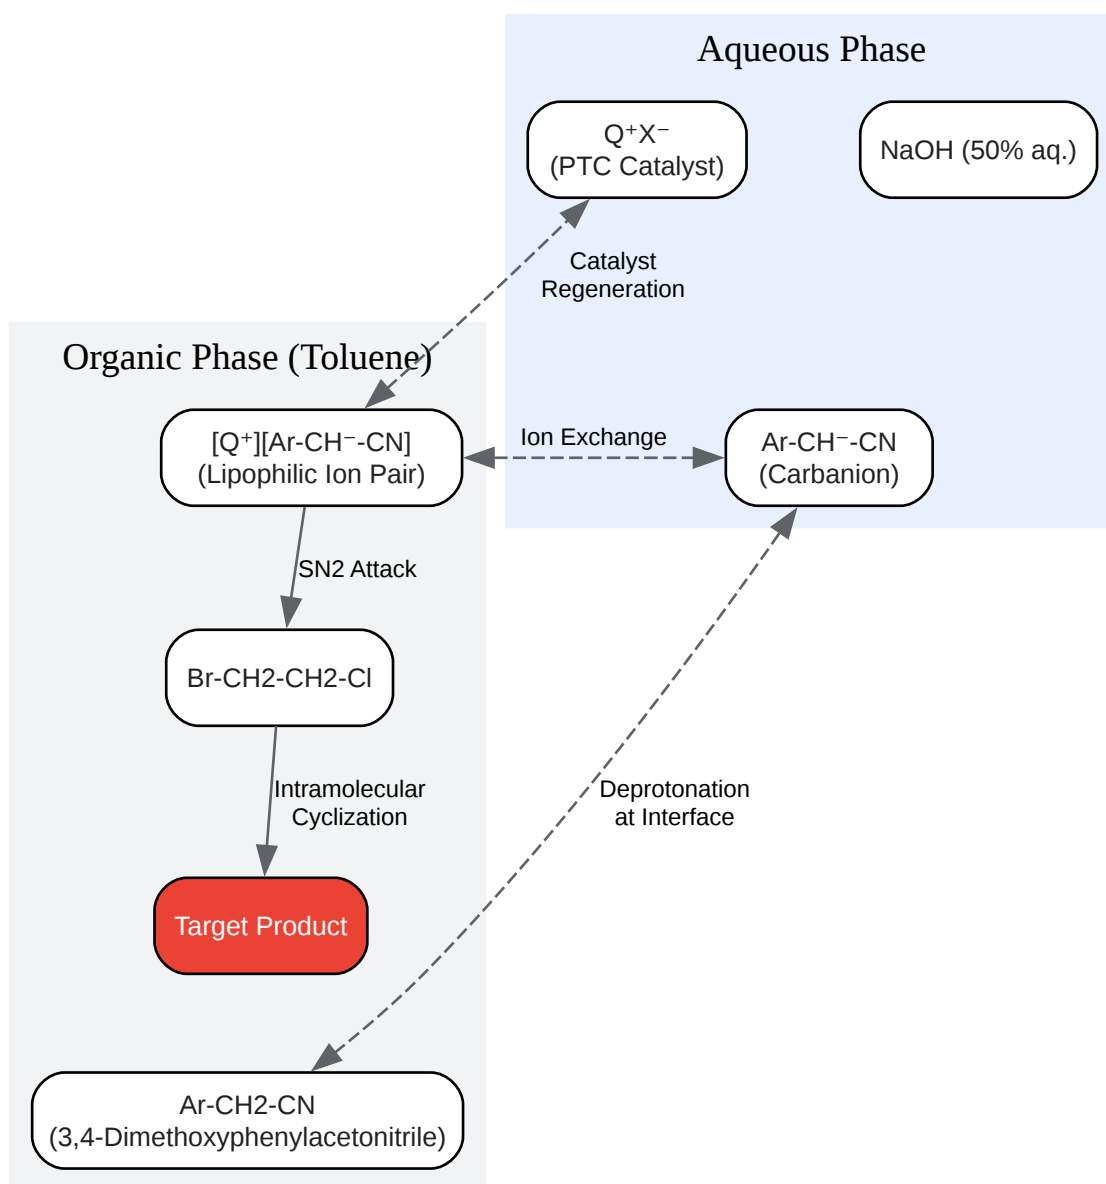 Aqueous Phase
Q⁺X⁻
(PTC Catalyst)
NaOH (50% aq.)
Catalyst
Regeneration
Organic Phase (Toluene)
[Q⁺][Ar-CH⁻-CN]
(Lipophilic Ion Pair)
Ion Exchange
Ar-CH⁻-CN
(Carbanion)
SN2 Attack
Br-CH2-CH2-Cl
Intramolecular
Cyclization
Deprotonation
at Interface
Target Product
Ar-CH2-CN
(3,4-Dimethoxyphenylacetonitrile)